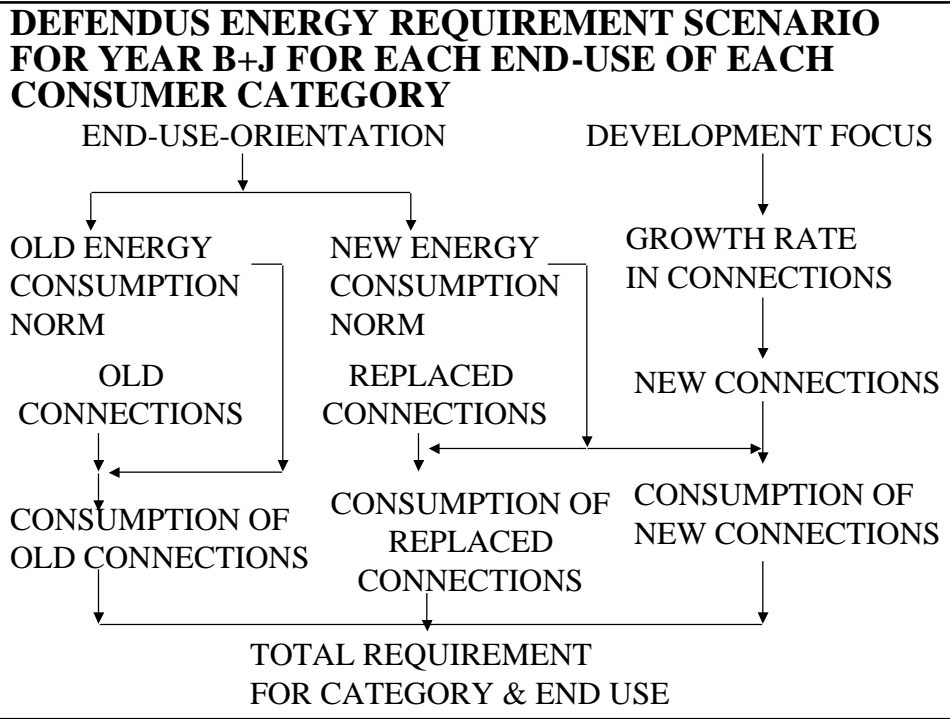 DEFENDUS ENERGY REQUIREMENT SCENARIO
FOR YEAR B+J FOR EACH END-USE OF EACH
CONSUMER CATEGORY
END-USE-ORIENTATION
DEVELOPMENT FOCUS
OLD ENERGY
CONSUMPTION
NORM
NEW ENERGY
CONSUMPTION
NORM
GROWTH RATE
IN CONNECTIONS
OLD
CONNECTIONS
REPLACED
CONNECTIONS
NEW CONNECTIONS
CONSUMPTION OF
OLD CONNECTIONS
CONSUMPTION OF
REPLACED
CONNECTIONS
CONSUMPTION OF
NEW CONNECTIONS
TOTAL REQUIREMENT
FOR CATEGORY & END USE